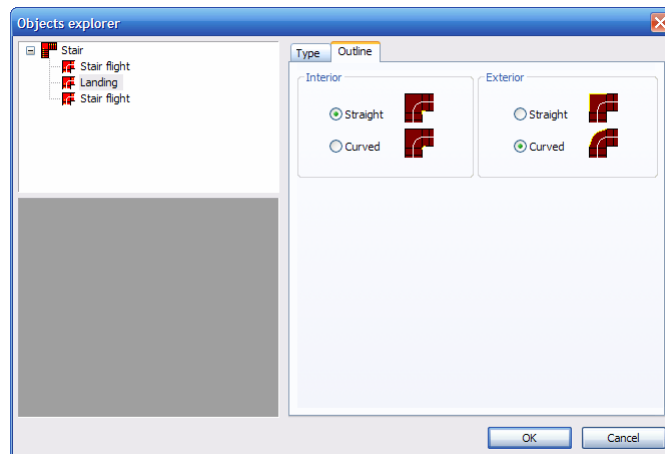 Objects explorer
Stair
Stair flight
Landing
Stair flight
Type
Outline
Interior
Straight
Curved
Exterior
Straight
Curved
OK
Cancel